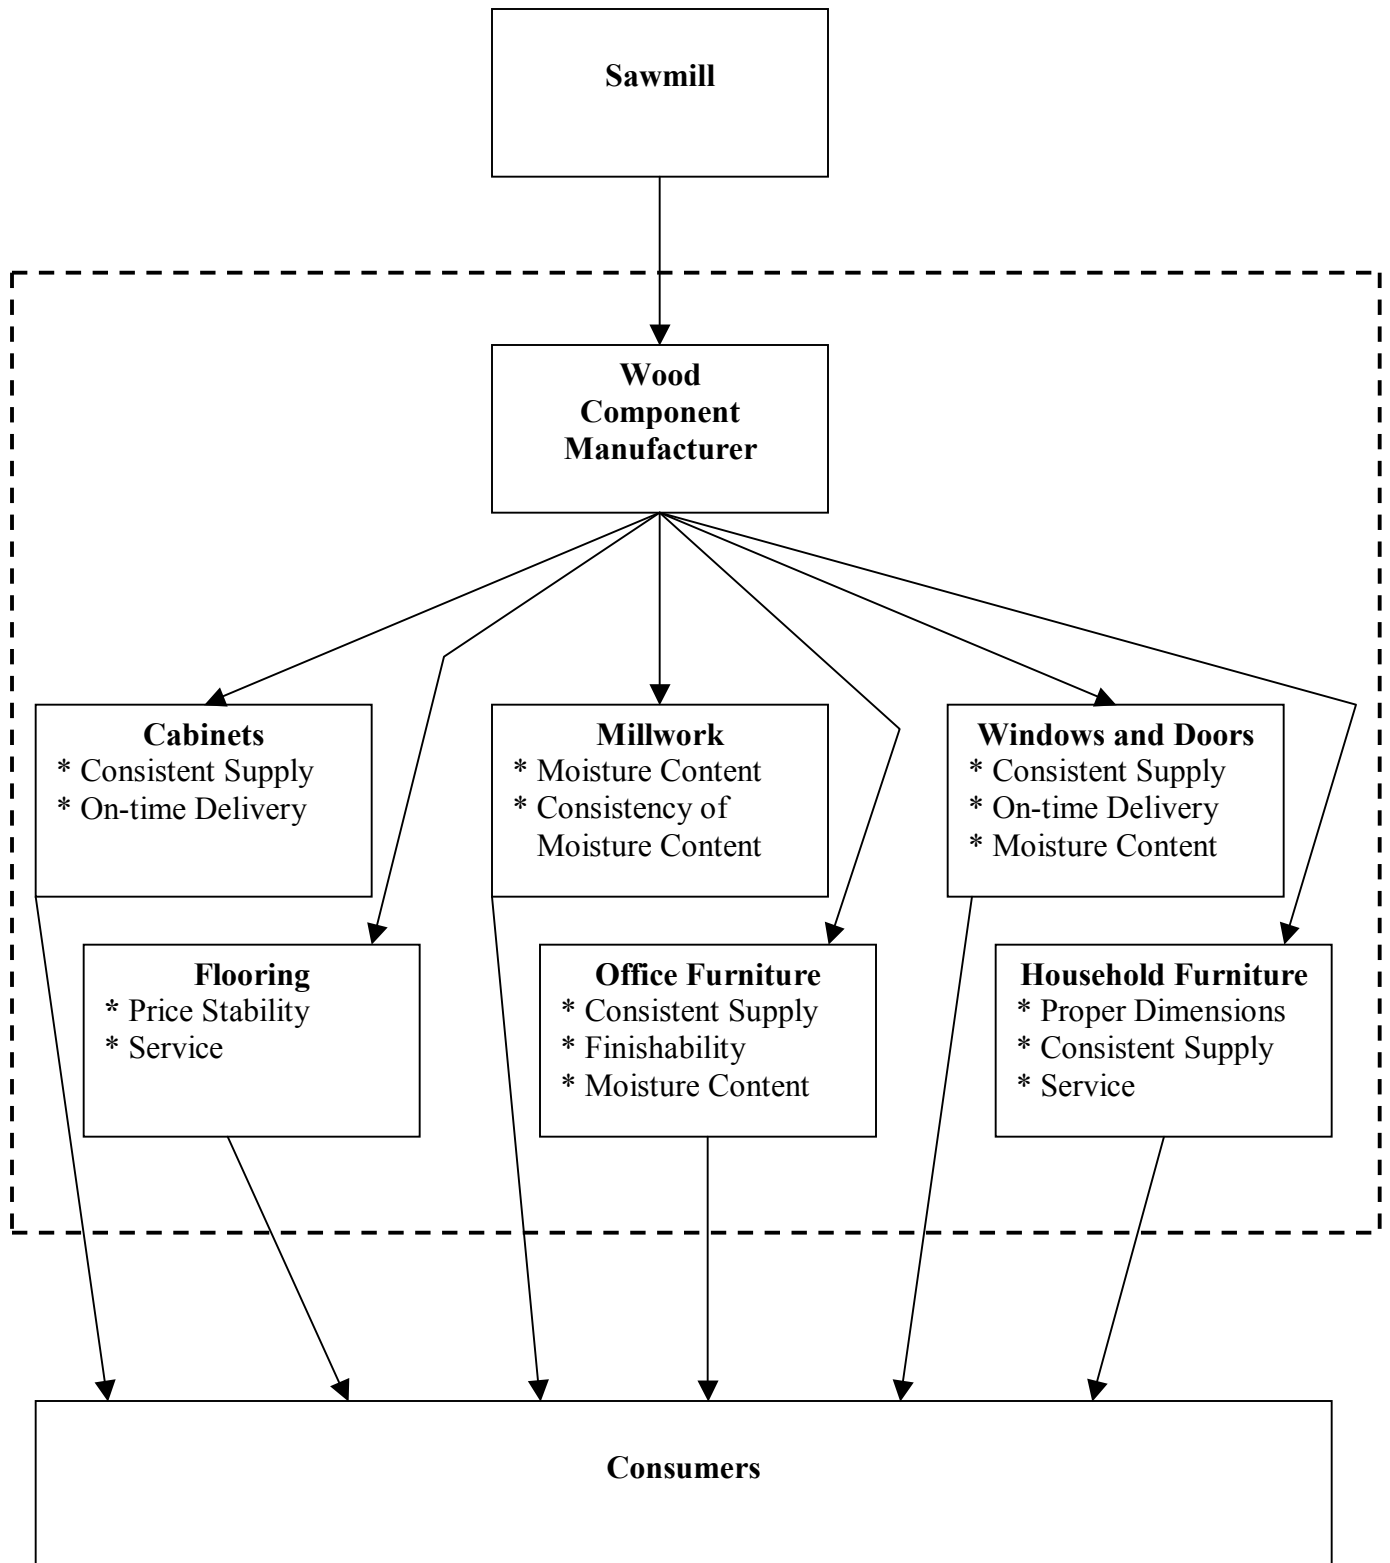 Sawmill
Wood
Component
Manufacturer
Cabinets
* Consistent Supply
* On-time Delivery
Millwork
* Moisture Content
* Consistency of
Moisture Content
Windows and Doors
* Consistent Supply
* On-time Delivery
* Moisture Content
Flooring
* Price Stability
* Service
Office Furniture
* Consistent Supply
* Finishability
* Moisture Content
Household Furniture
* Proper Dimensions
* Consistent Supply
* Service
Consumers